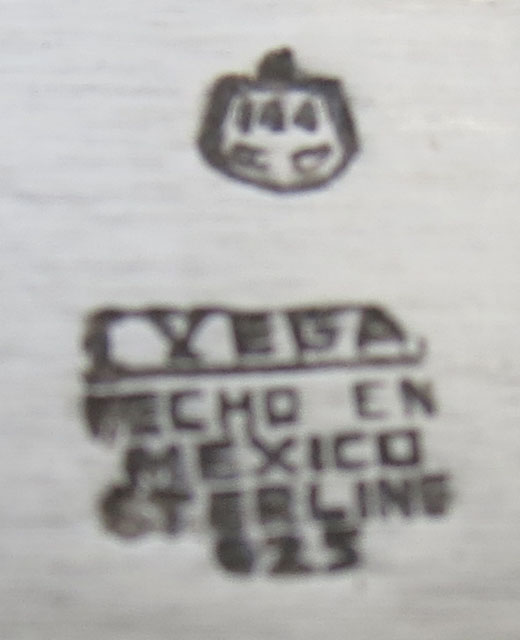 144
VEGA
HECHO EN
MEXICO
STERLING
925